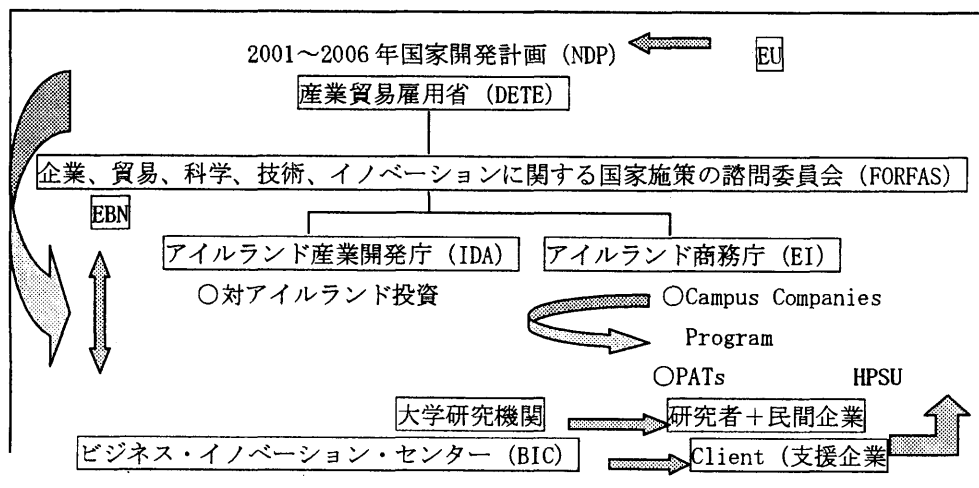 2001～2006年国家開発計画 (NDP)
EU
産業貿易雇用省 (DETE)
企業、貿易、科学、技術、イノベーションに関する国家施策の諮問委員会 (FORFAS)
EBN
アイルランド産業開発庁 (IDA)
アイルランド商務庁 (EI)
○対アイルランド投資
○Campus Companies
Program
○PATs
HPSU
大学研究機関
研究者＋民間企業
ビジネス・イノベーション・センター (BIC)
Client (支援企業